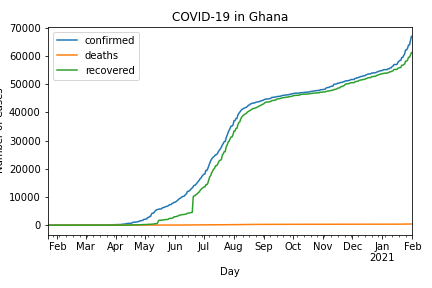 COVID-19 in Ghana
confirmed
deaths
recovered
70000
60000
50000
40000
30000
20000
10000
0
Feb Mar Apr May Jun Jul Aug Sep Oct Nov Dec Jan Feb
2021
Day